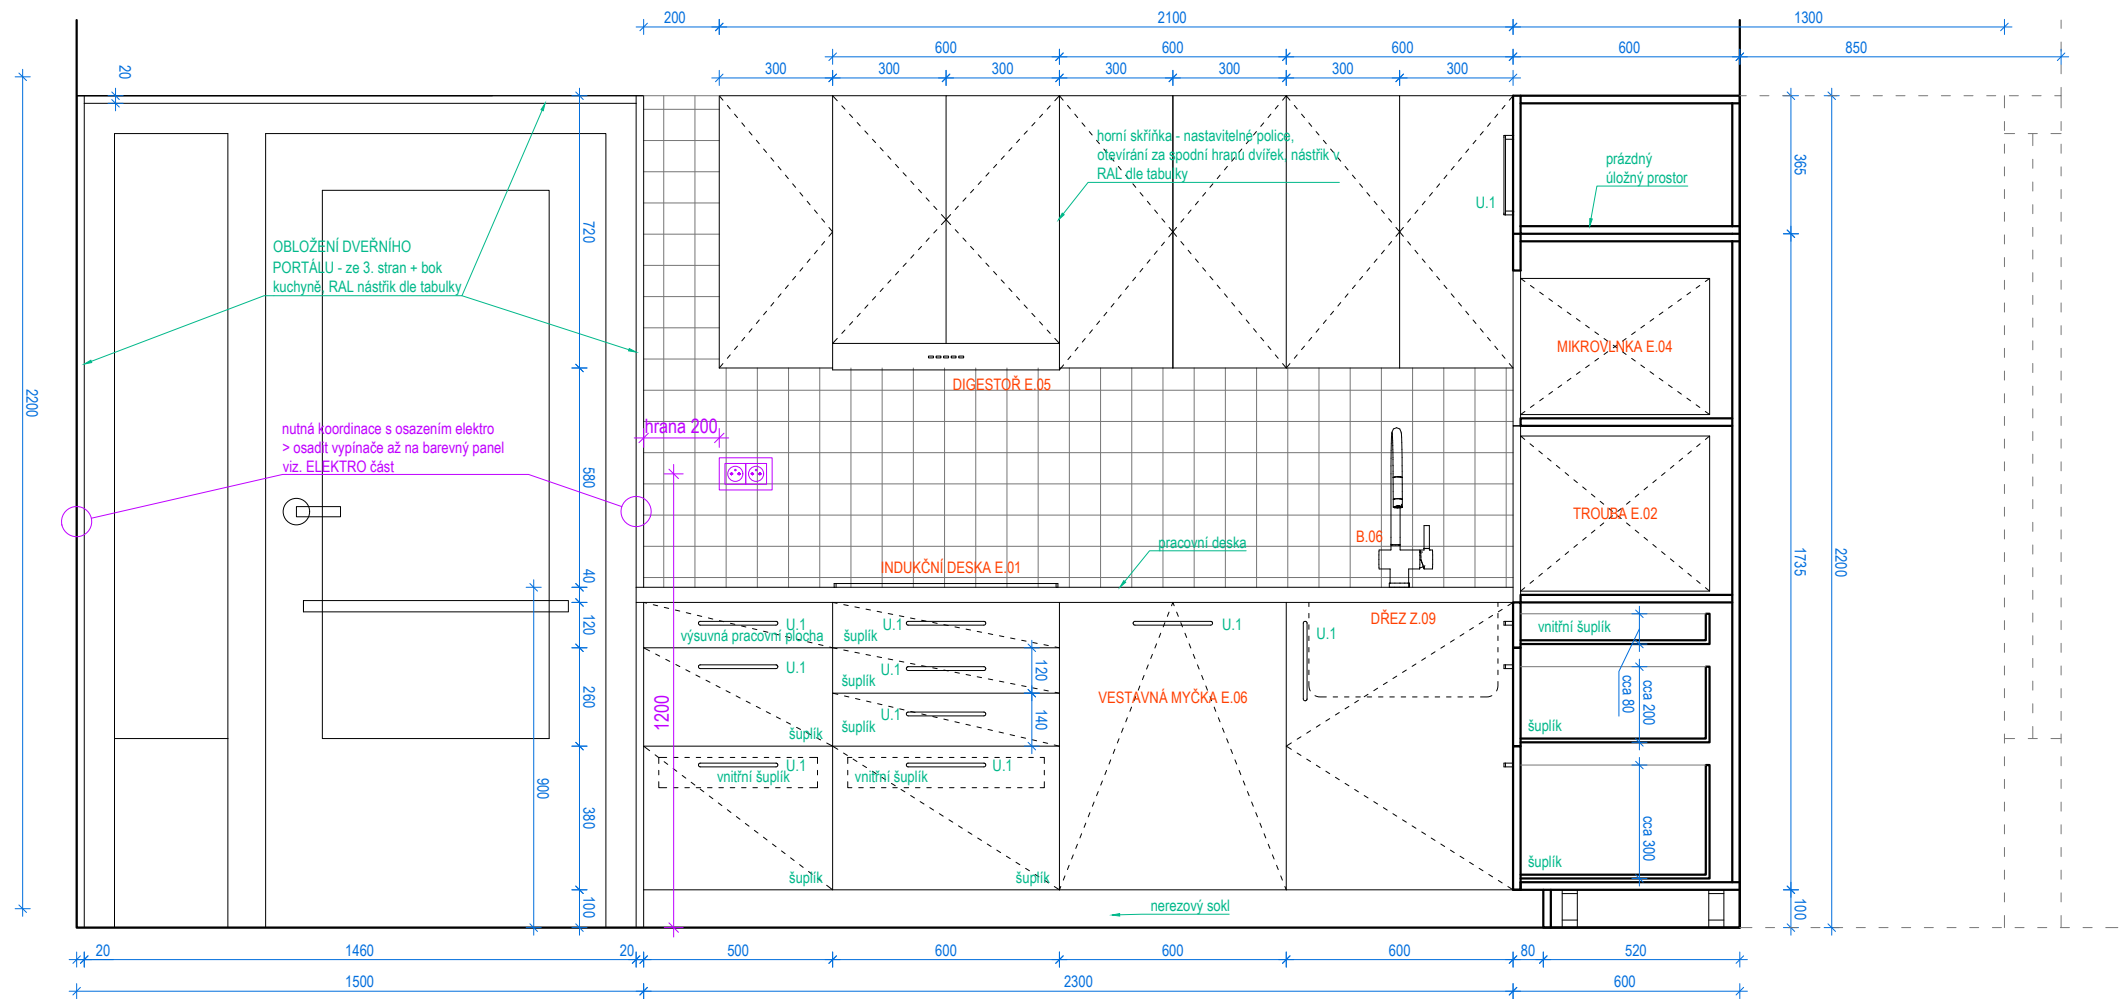 200
2100
1300
600
600
600
600
850
300
300
300
300
300
300
300
20
horní skříňka - nastavitelné police,
otevírání za spodní hranu dvířek, nástřik v
RAL dle tabulky
prázdný
úložný prostor
365
U.1
720
OBLOŽENÍ DVEŘNÍHO
PORTÁLU - ze 3. stran + bok
kuchyně, RAL nástřik dle tabulky
MIKROVLNKA E.04
DIGESTOŘ E.05
2200
nutná koordinace s osazením elektro
> osadit vypínače až na barevný panel
viz. ELEKTRO část
hrana 200
580
TROUBA E.02
B.06
pracovní deska
INDUKČNÍ DESKA E.01
1735
2200
40
120
U.1
výsuvná pracovní plocha
U.1
šuplík
U.1
DŘEZ Z.09
U.1
vnitřní šuplík
U.1
U.1
šuplík
120
cca 80
cca 200
260
1200
U.1
šuplík
140
VESTAVNÁ MYČKA E.06
šuplík
šuplík
U.1
vnitřní šuplík
U.1
vnitřní šuplík
900
380
cca 300
šuplík
šuplík
šuplík
100
nerezový sokl
100
20
1460
20
500
600
600
600
80
520
1500
2300
600